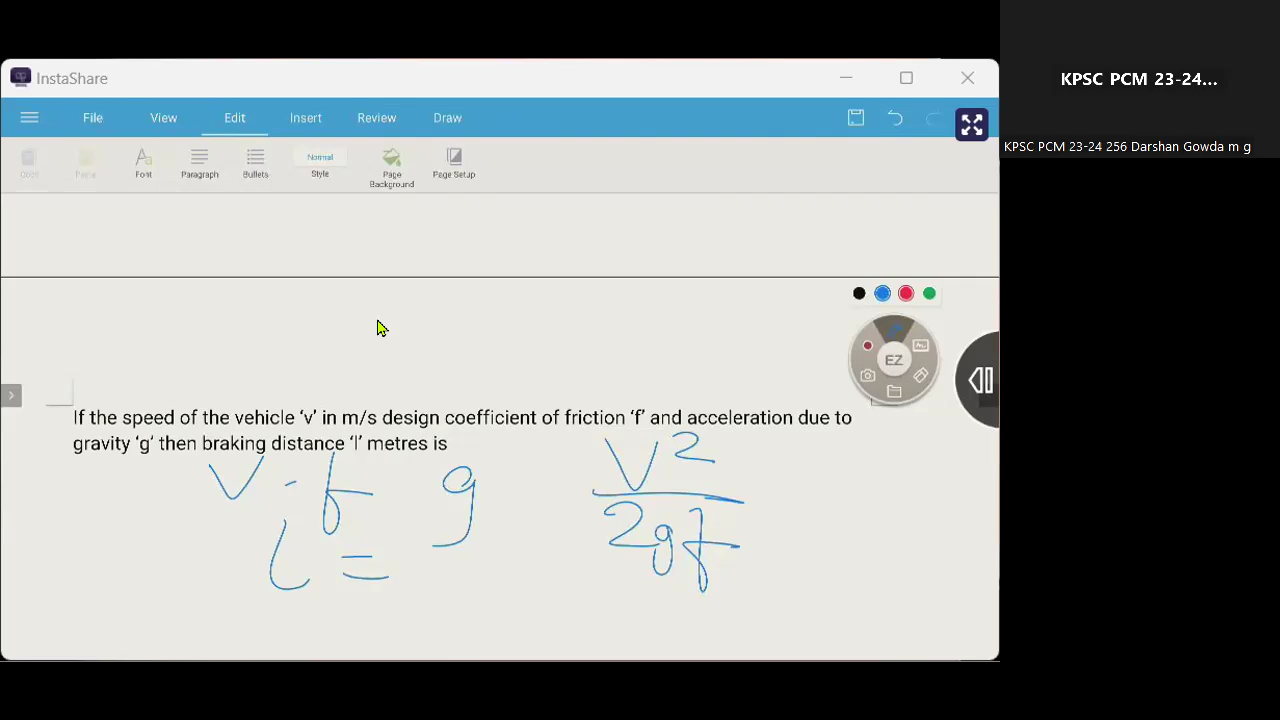 KPSC PCM 23-24...
InstaShare
File View Edit Insert Review Draw
Font Paragraph Bullets Normal Style Page Background Page Setup
KPSC PCM 23-24 256 Darshan Gowda m g
EZ
If the speed of the vehicle ‘v’ in m/s design coefficient of friction ‘f’ and acceleration due to
gravity ‘g’ then braking distance ‘l’ metres is
V f g
l =
V2
2gf